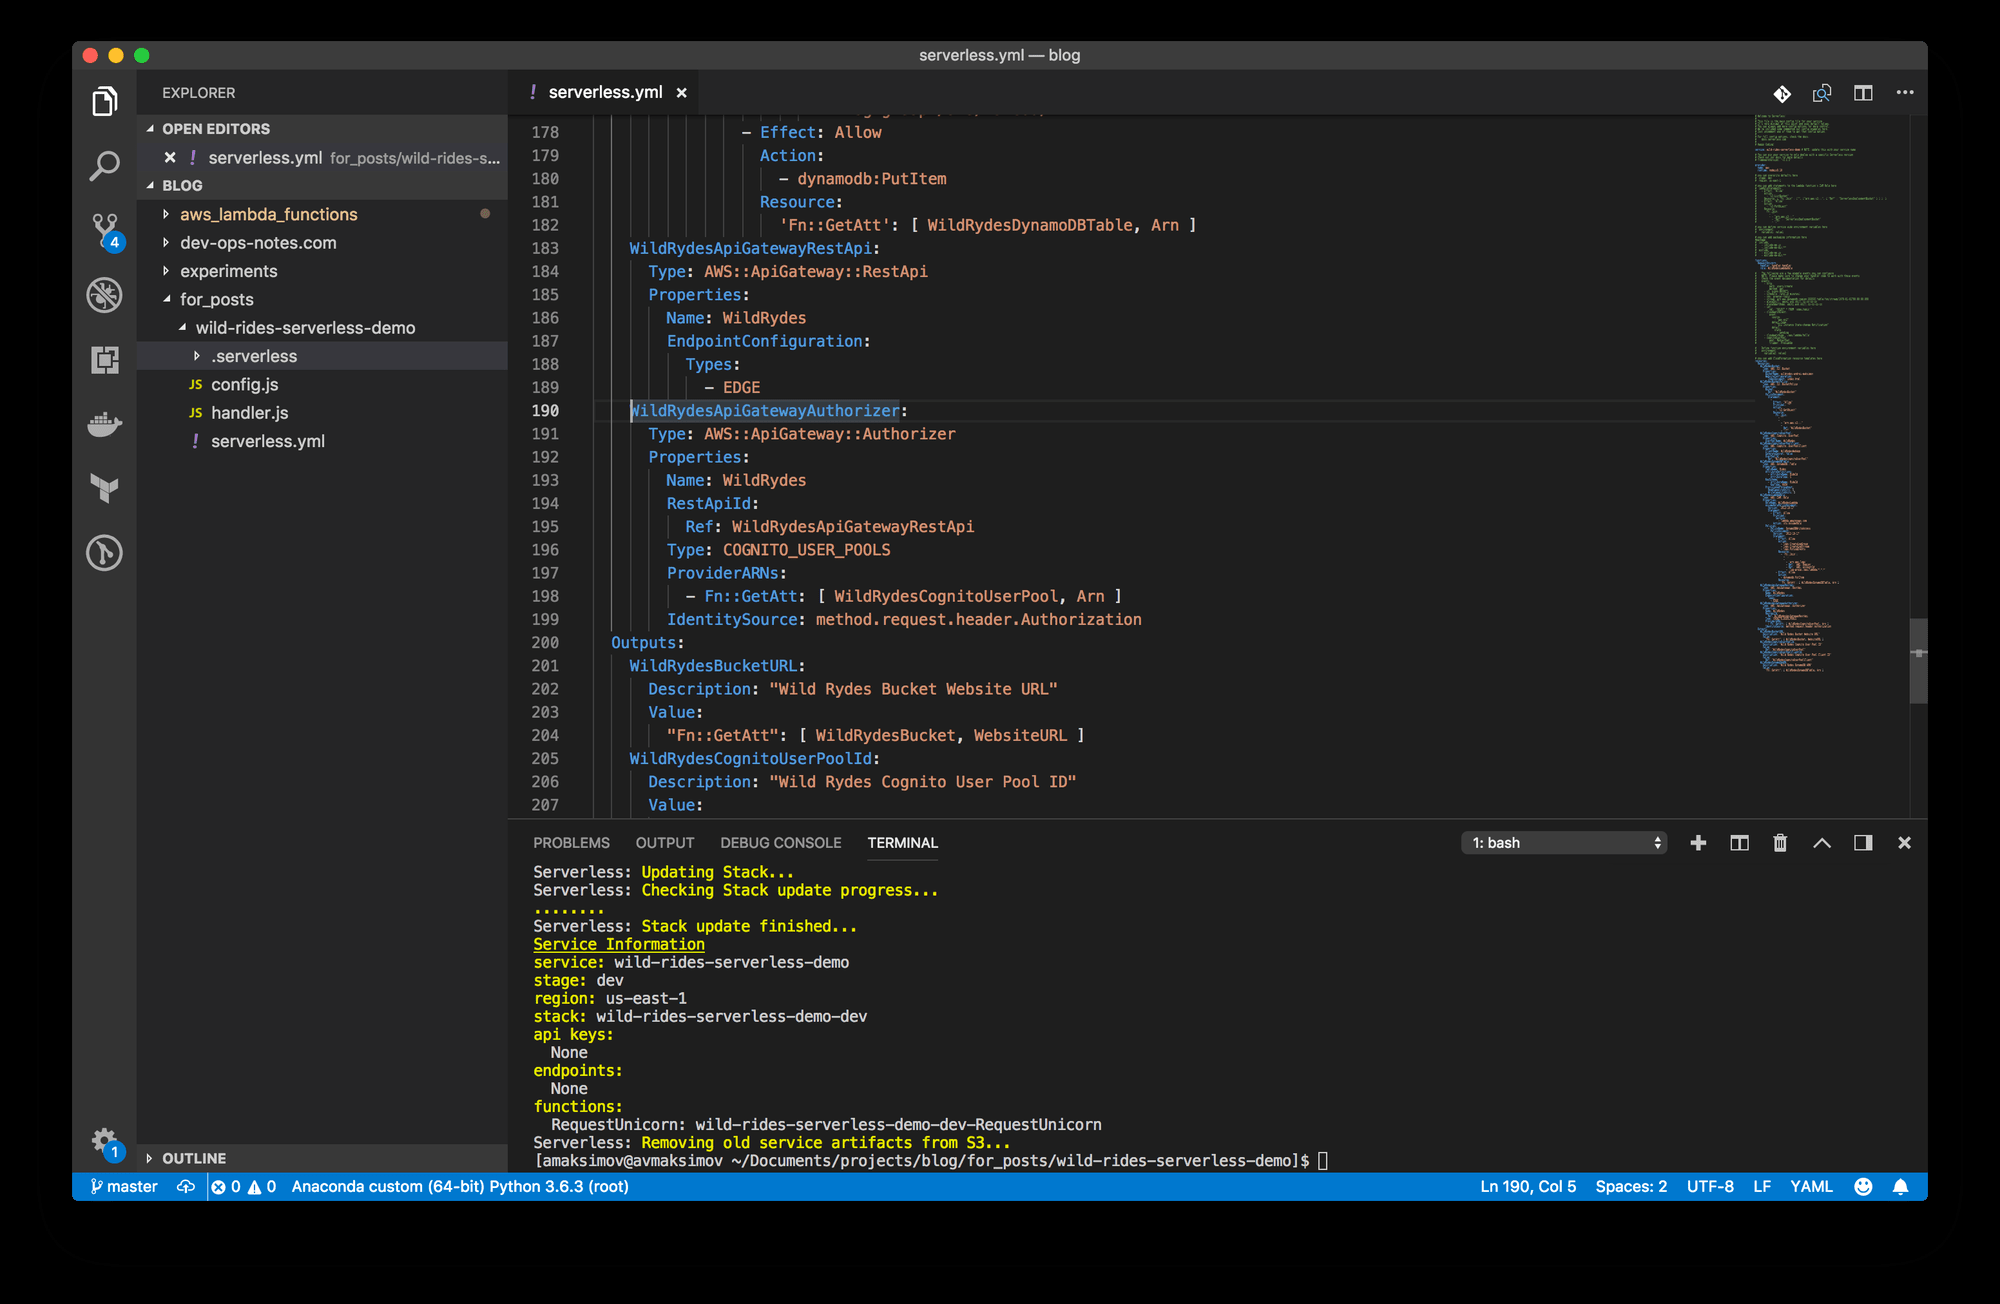 serverless.yml — blog
EXPLORER
OPEN EDITORS
serverless.yml for_posts/wild-rides-s...
BLOG
aws_lambda_functions
dev-ops-notes.com
experiments
for_posts
wild-rides-serverless-demo
.serverless
JS config.js
JS handler.js
! serverless.yml
4
1
OUTLINE
! serverless.yml
178 - Effect: Allow
179 Action:
180 - dynamodb:PutItem
181 Resource:
182 'Fn::GetAtt': [ WildRydesDynamoDBTable, Arn ]
183 WildRydesApiGatewayRestApi:
184 Type: AWS::ApiGateway::RestApi
185 Properties:
186 Name: WildRydes
187 EndpointConfiguration:
188 Types:
189 - EDGE
190 WildRydesApiGatewayAuthorizer:
191 Type: AWS::ApiGateway::Authorizer
192 Properties:
193 Name: WildRydes
194 RestApiId:
195 Ref: WildRydesApiGatewayRestApi
196 Type: COGNITO_USER_POOLS
197 ProviderARNs:
198 - Fn::GetAtt: [ WildRydesCognitoUserPool, Arn ]
199 IdentitySource: method.request.header.Authorization
200 Outputs:
201 WildRydesBucketURL:
202 Description: "Wild Rydes Bucket Website URL"
203 Value:
204 "Fn::GetAtt": [ WildRydesBucket, WebsiteURL ]
205 WildRydesCognitoUserPoolId:
206 Description: "Wild Rydes Cognito User Pool ID"
207 Value:
PROBLEMS OUTPUT DEBUG CONSOLE TERMINAL 1: bash
Serverless: Updating Stack...
Serverless: Checking Stack update progress...
........
Serverless: Stack update finished...
Service Information
service: wild-rides-serverless-demo
stage: dev
region: us-east-1
stack: wild-rides-serverless-demo-dev
api keys:
None
endpoints:
None
functions:
RequestUnicorn: wild-rides-serverless-demo-dev-RequestUnicorn
Serverless: Removing old service artifacts from S3...
[amaksimov@avmaksimov ~/Documents/projects/blog/for_posts/wild-rides-serverless-demo]$
master 0 0 Anaconda custom (64-bit) Python 3.6.3 (root) Ln 190, Col 5 Spaces: 2 UTF-8 LF YAML